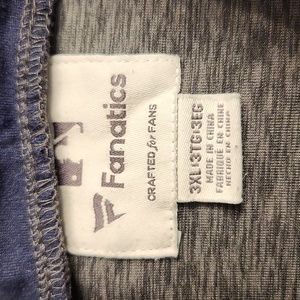 Fanatics
CRAFTED for FANS
3XL|3TG|3EG
MADE IN CHINA
FABRIQUÉ EN CHINE
HECHO EN CHINA